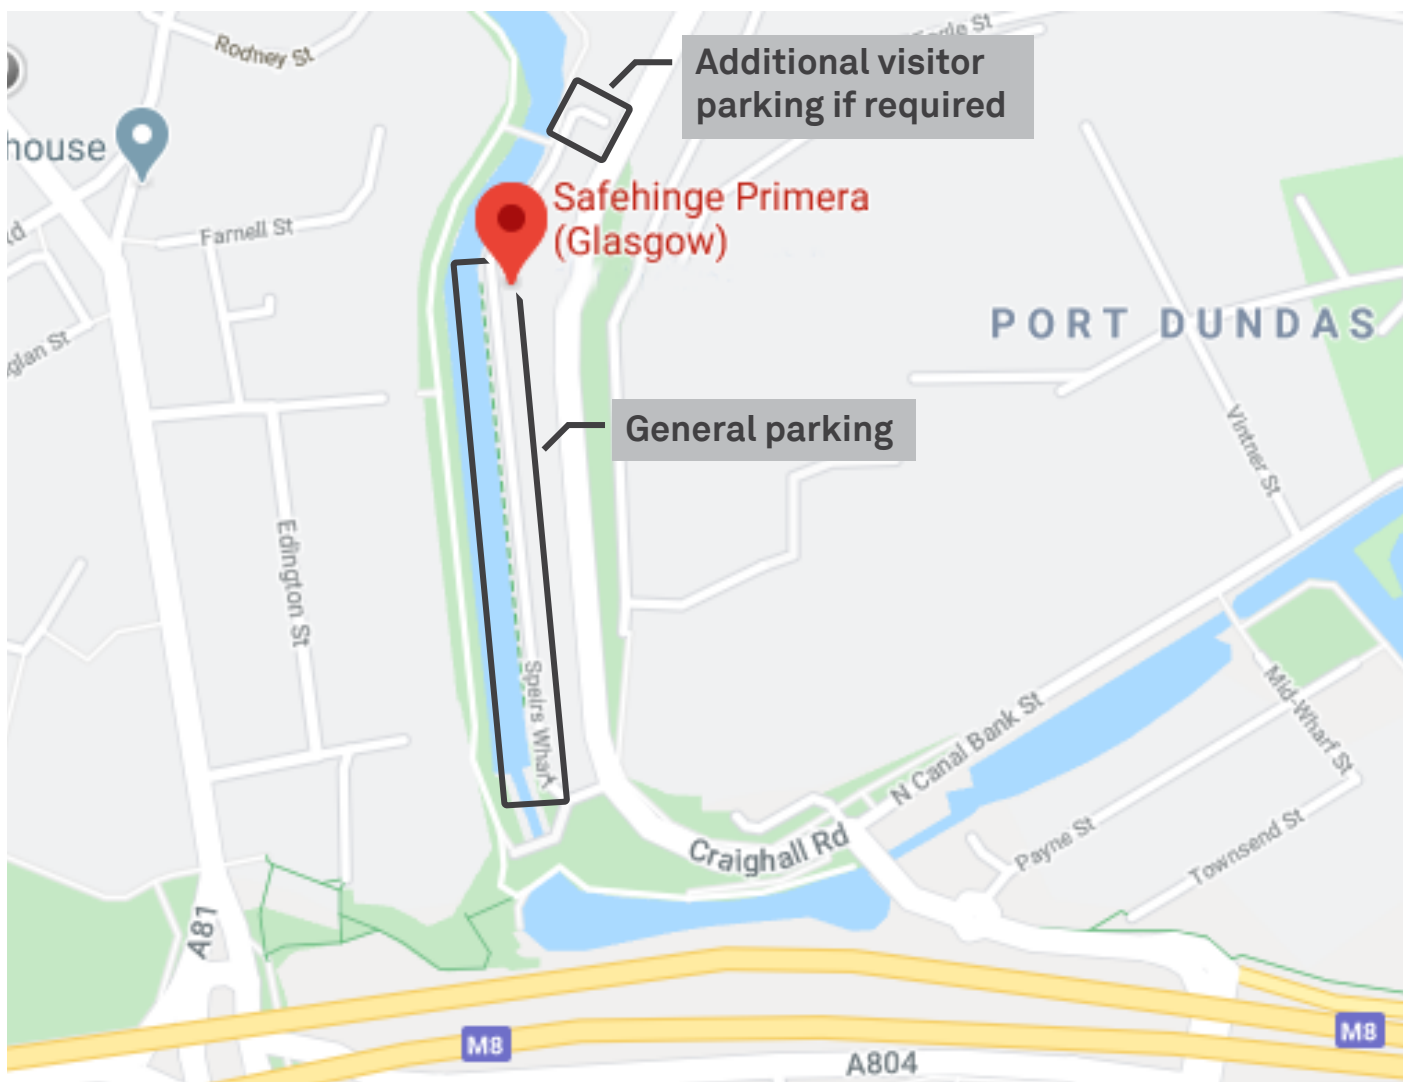 Rodney St
Additional visitor
parking if required
house
Safehinge Primera
(Glasgow)
Farnell St
PORT DUNDAS
General parking
Vintner St
Edington St
Speirs Wharf
Mid-Wharf St
N Canal Bank St
Craighall Rd
Payne St
Townsend St
A81
M8
M8
A804